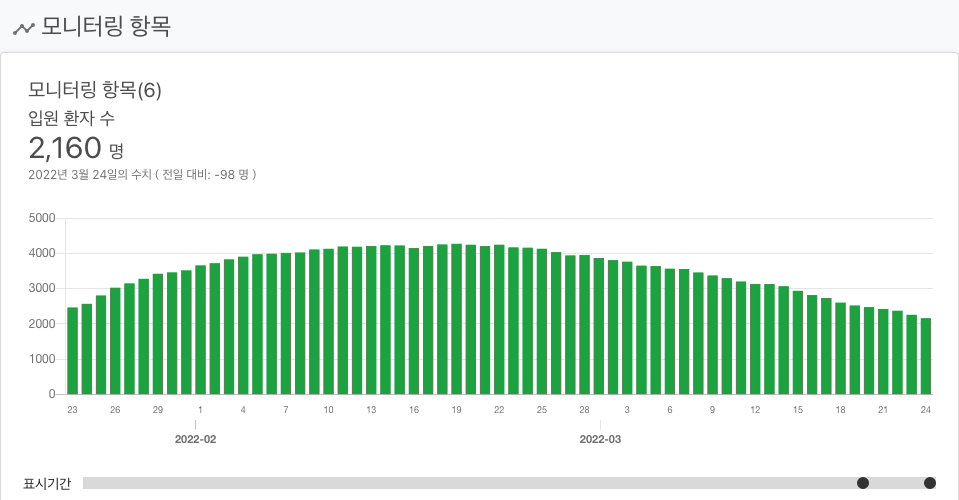 모니터링 항목
모니터링 항목(6)
입원 환자 수
2,160 명
2022년 3월 24일의 수치 ( 전일 대비: -98 명 )
5000
4000
3000
2000
1000
0
23 26 29 1 4 7 10 13 16 19 22 25 28 3 6 9 12 15 18 21 24
2022-02 2022-03
표시기간